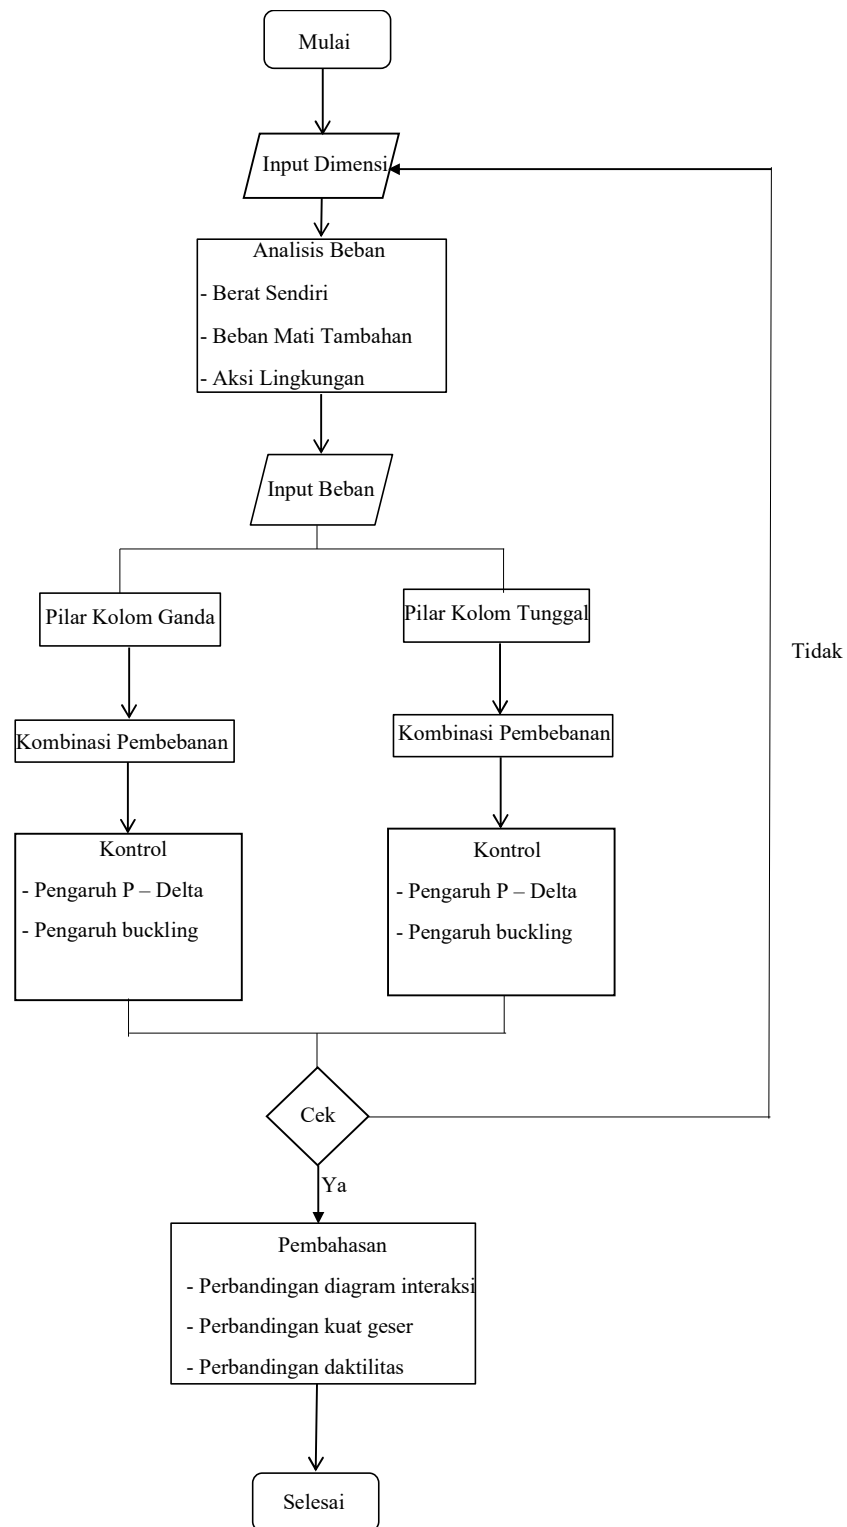 Mulai
Input Dimensi
Analisis Beban
- Berat Sendiri
- Beban Mati Tambahan
- Aksi Lingkungan
Input Beban
Pilar Kolom Ganda
Pilar Kolom Tunggal
Tidak
Kombinasi Pembebanan
Kombinasi Pembebanan
Kontrol
- Pengaruh P – Delta
- Pengaruh buckling
Kontrol
- Pengaruh P – Delta
- Pengaruh buckling
Cek
Ya
Pembahasan
- Perbandingan diagram interaksi
- Perbandingan kuat geser
- Perbandingan daktilitas
Selesai